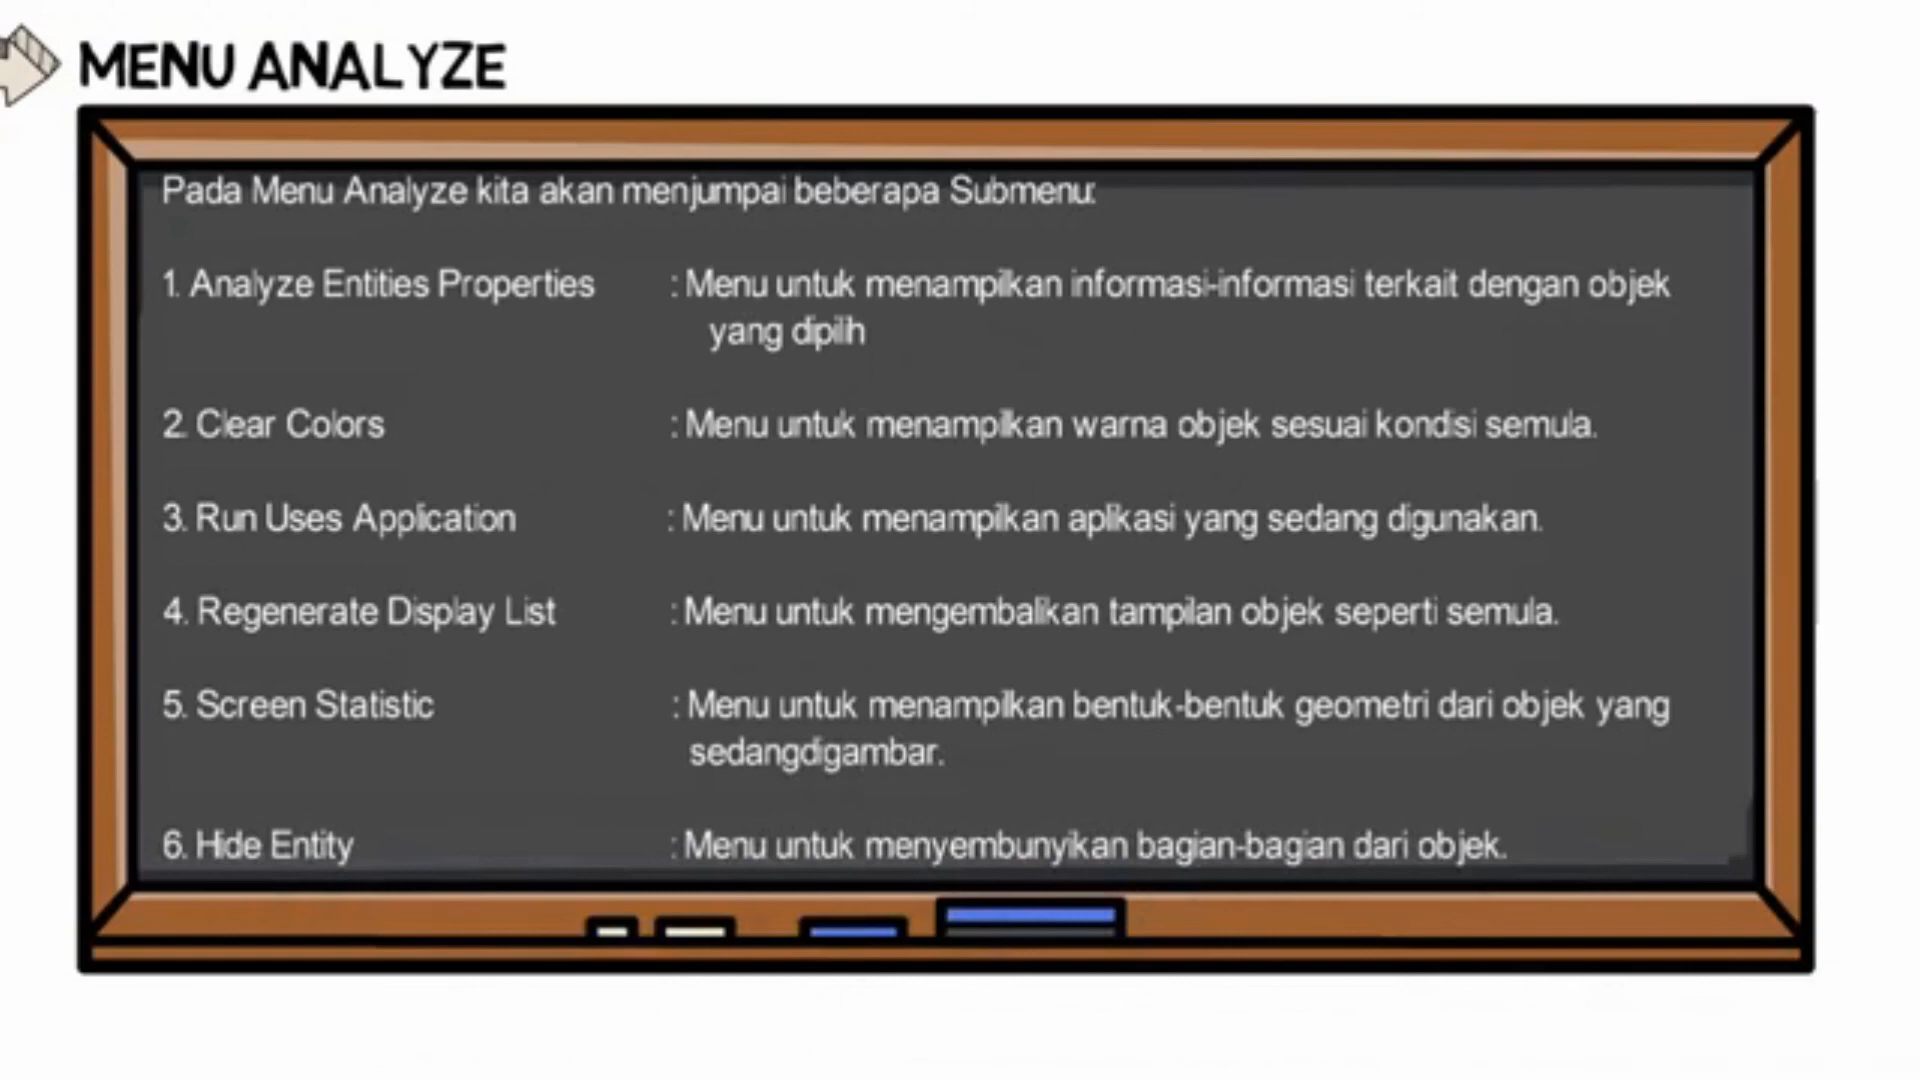 MENU ANALYZE
Pada Menu Analyze kita akan menjumpai beberapa Submenu:
1. Analyze Entities Properties : Menu untuk menampilkan informasi-informasi terkait dengan objek
yang dipilih
2. Clear Colors : Menu untuk menampilkan warna objek sesuai kondisi semula.
3. Run Uses Application : Menu untuk menampilkan aplikasi yang sedang digunakan.
4. Regenerate Display List : Menu untuk mengembalikan tampilan objek seperti semula.
5. Screen Statistic : Menu untuk menampilkan bentuk-bentuk geometri dari objek yang
sedangdigambar.
6. Hide Entity : Menu untuk menyembunyikan bagian-bagian dari objek.